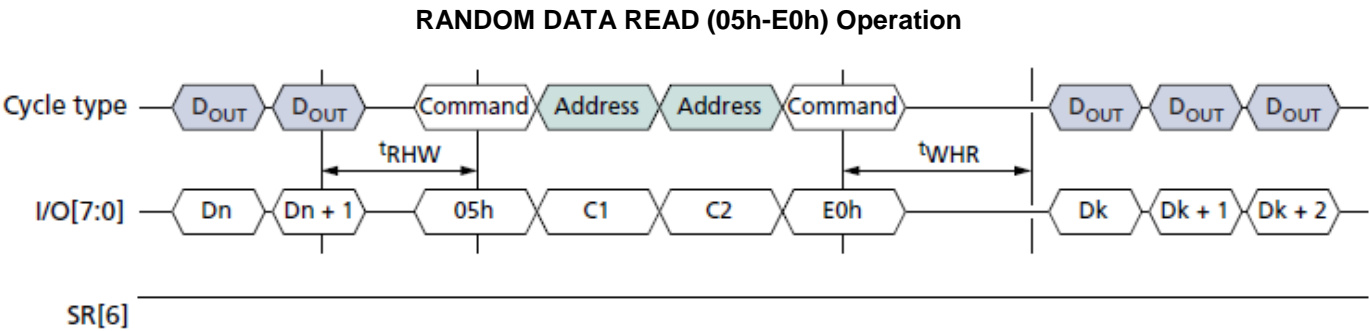 RANDOM DATA READ (05h-E0h) Operation
Cycle type DOUT DOUT Command Address Address Command DOUT DOUT DOUT
tRHW tWHR
I/O[7:0] Dn Dn + 1 05h C1 C2 E0h Dk Dk + 1 Dk + 2
SR[6]